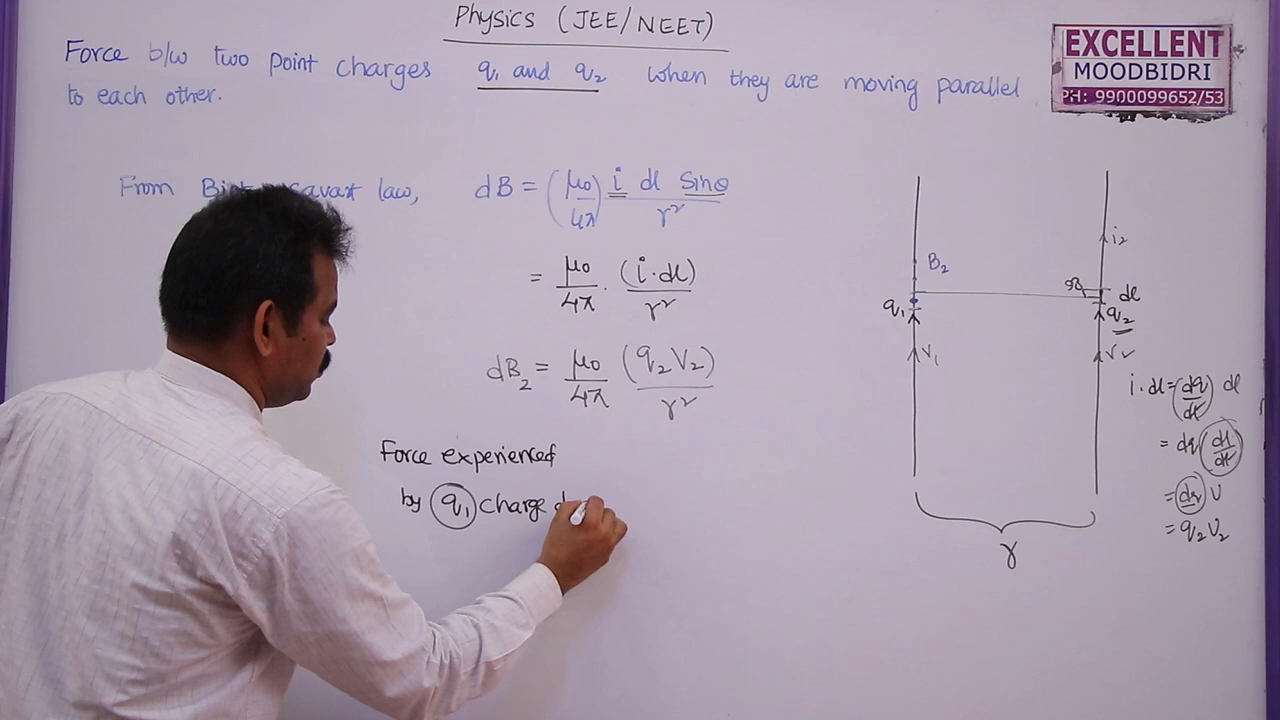 Physics (JEE/NEET)
EXCELLENT
MOODBIDRI
PH: 9900099652/53
Force b/w two point charges q₁ and q₂ when they are moving parallel
to each other.
From Savart law, dB = (μ₀/4π) i dl Sinθ / r²
= μ₀/4π · (i·dl)/r²
dB₂ = μ₀/4π (q₂V₂)/r²
Force experienced
by q₁ charge
i₂
B₂
dl
q₁
q₂
V₁
i·dl = (dq/dt) dl
= dq (dl/dt)
= dq V
= q₂V₂
r